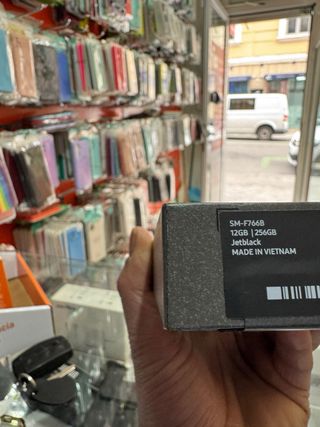 SM-F766B
12GB | 256GB
Jetblack
MADE IN VIETNAM